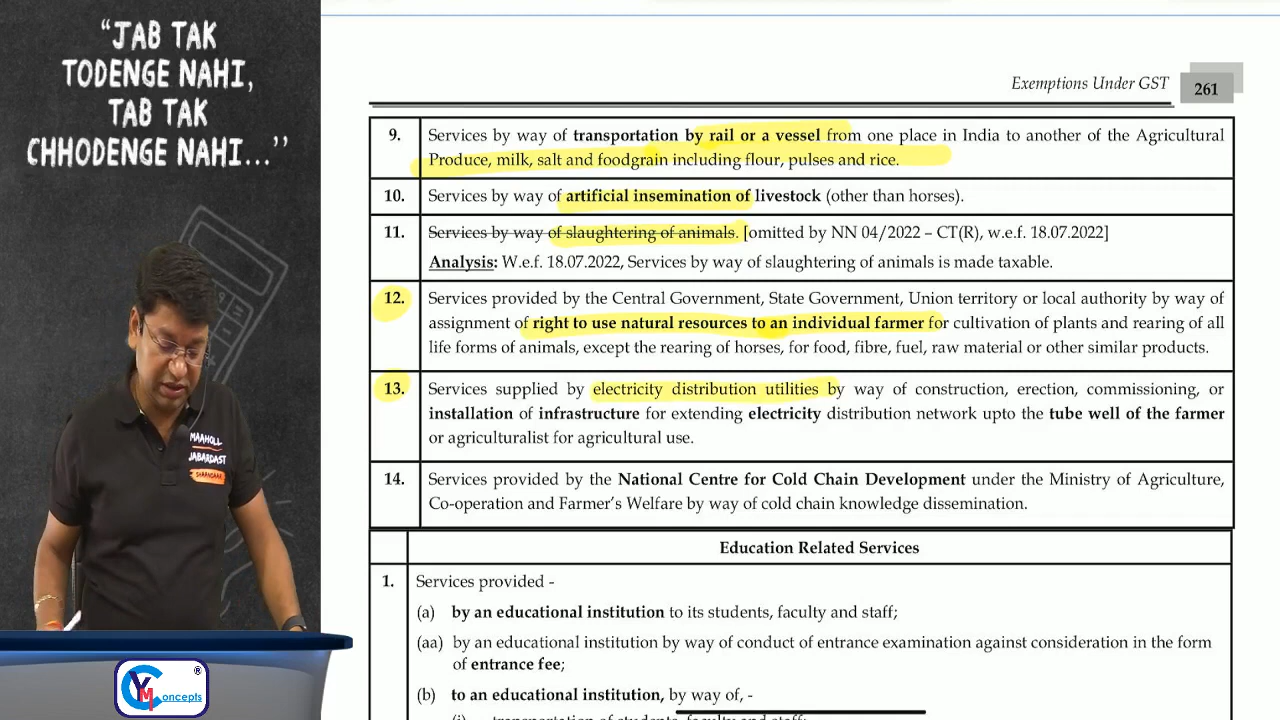 “JAB TAK
TODENGE NAHI,
TAB TAK
CHHODENGE NAHI...’’
Exemptions Under GST
261
9. Services by way of transportation by rail or a vessel from one place in India to another of the Agricultural
Produce, milk, salt and foodgrain including flour, pulses and rice.
10. Services by way of artificial insemination of livestock (other than horses).
11. Services by way of slaughtering of animals. [omitted by NN 04/2022 – CT(R), w.e.f. 18.07.2022]
Analysis: W.e.f. 18.07.2022, Services by way of slaughtering of animals is made taxable.
12. Services provided by the Central Government, State Government, Union territory or local authority by way of
assignment of right to use natural resources to an individual farmer for cultivation of plants and rearing of all
life forms of animals, except the rearing of horses, for food, fibre, fuel, raw material or other similar products.
13. Services supplied by electricity distribution utilities by way of construction, erection, commissioning, or
installation of infrastructure for extending electricity distribution network upto the tube well of the farmer
or agriculturalist for agricultural use.
14. Services provided by the National Centre for Cold Chain Development under the Ministry of Agriculture,
Co-operation and Farmer’s Welfare by way of cold chain knowledge dissemination.
Education Related Services
1. Services provided -
(a) by an educational institution to its students, faculty and staff;
(aa) by an educational institution by way of conduct of entrance examination against consideration in the form
of entrance fee;
(b) to an educational institution, by way of, -
(i) transportation of students, faculty and staff;
MAAHOLL
JABARDAST
SHAANDAAR
YM Concepts
®